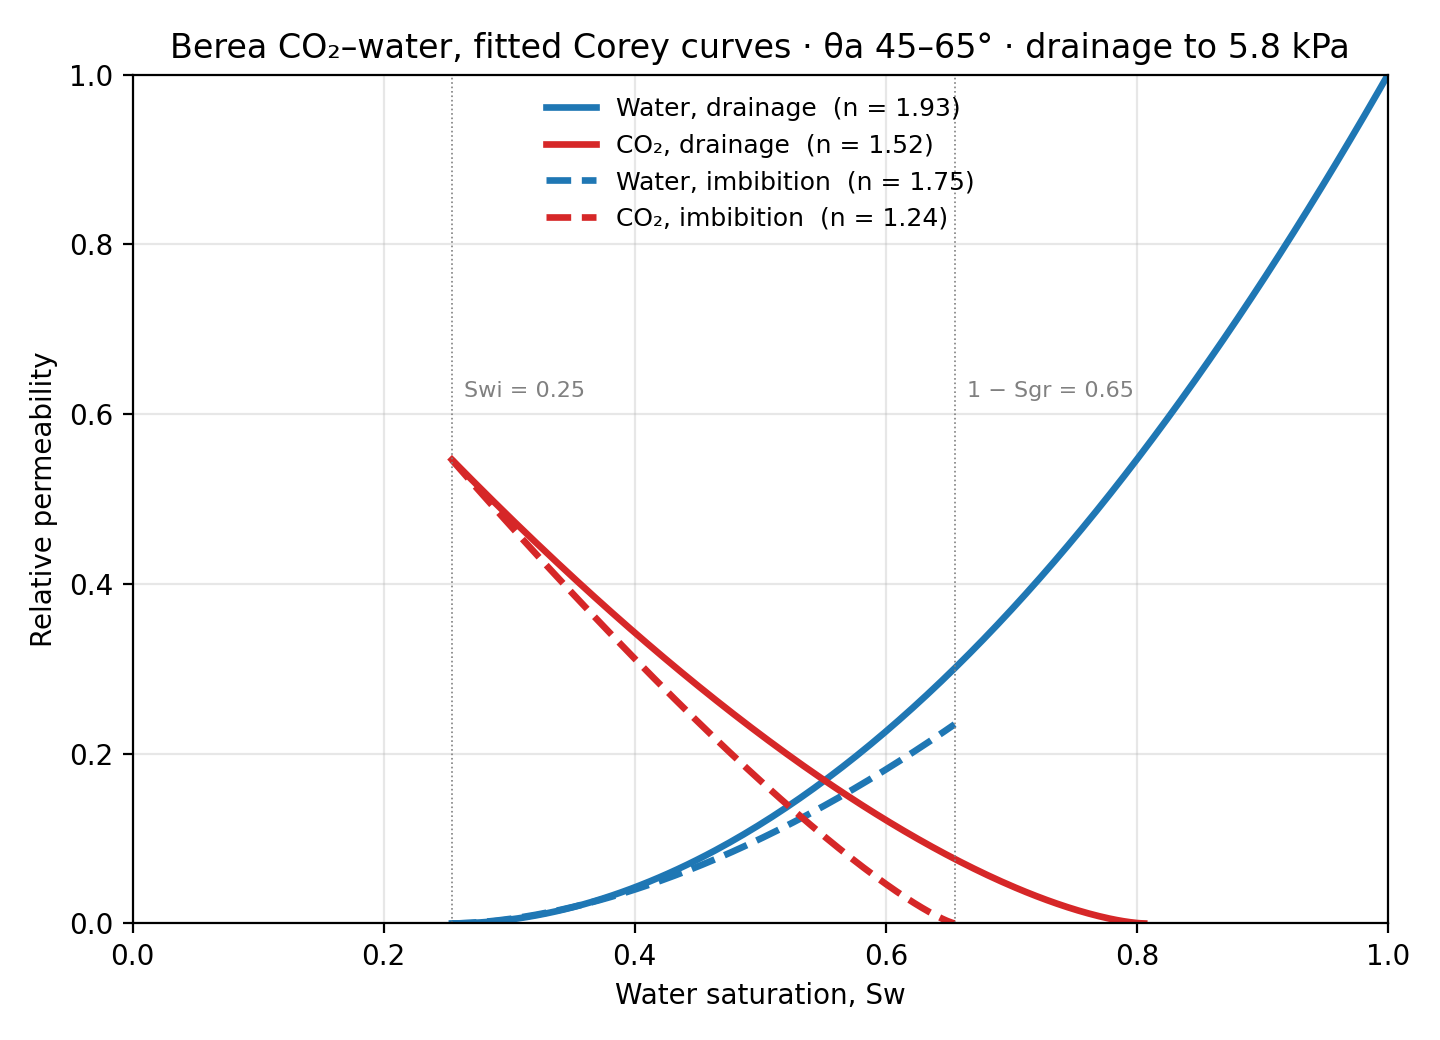 Berea CO₂–water, fitted Corey curves · θa 45–65° · drainage to 5.8 kPa
1.0
Water, drainage  (n = 1.93)
CO₂, drainage  (n = 1.52)
Water, imbibition  (n = 1.75)
CO₂, imbibition  (n = 1.24)
0.8
Swi = 0.25
1 − Sgr = 0.65
0.6
Relative permeability
0.4
0.2
0.0
0.0 0.2 0.4 0.6 0.8 1.0
Water saturation, Sw